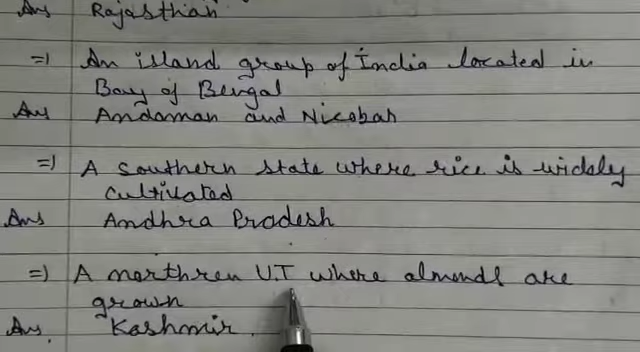 Ans Rajasthan
=) An island group of India located in
Bay of Bengal
Ans Andaman and Nicobar
=) A southern state where rice is widely
cultivated
Ans Andhra Pradesh
=) A northren U.T where almonds are
grown
Ans. Kashmir.